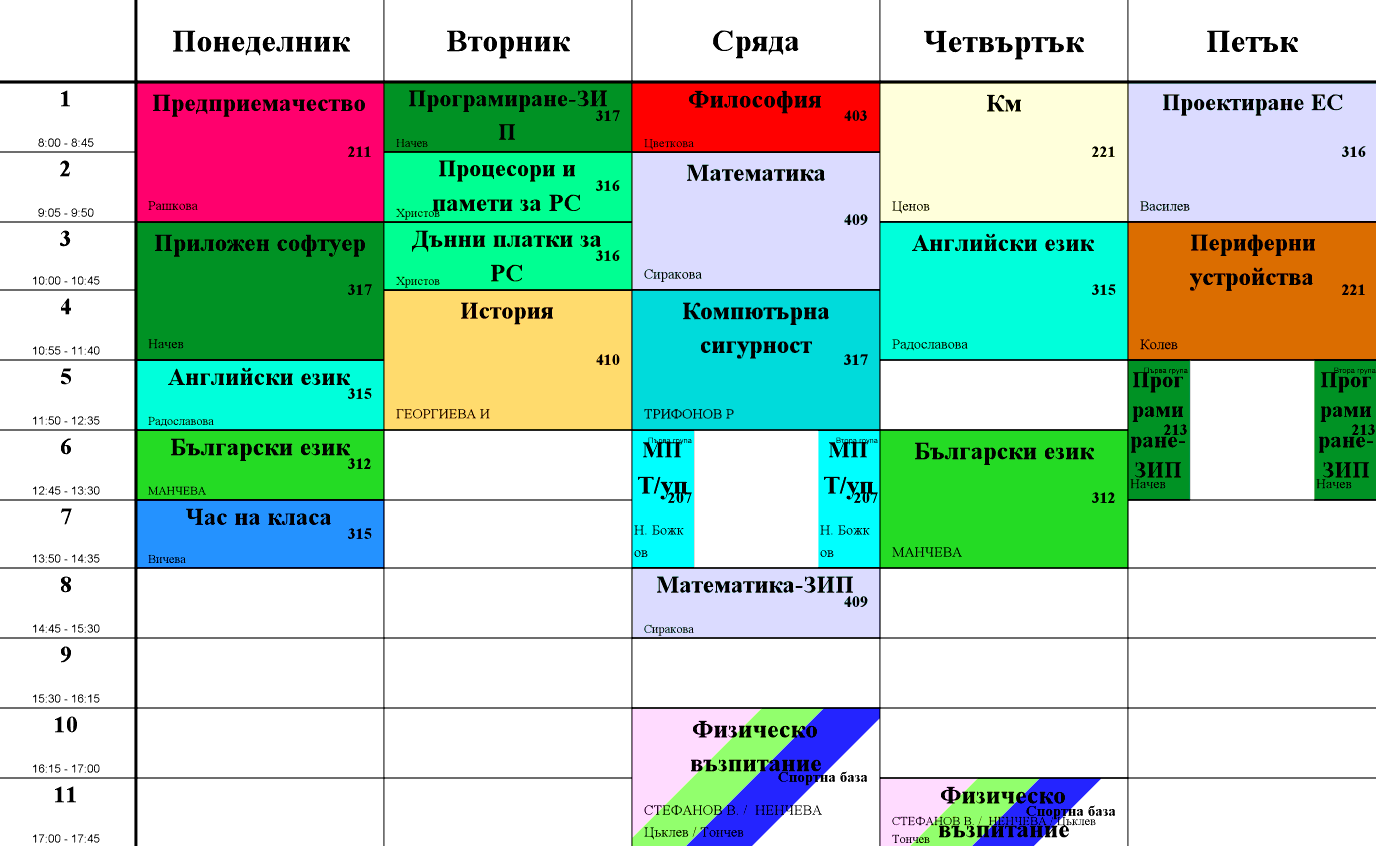 Понеделник Вторник Сряда Четвъртък Петък
1
8:00 - 8:45
2
9:05 - 9:50
3
10:00 - 10:45
4
10:55 - 11:40
5
11:50 - 12:35
6
12:45 - 13:30
7
13:50 - 14:35
8
14:45 - 15:30
9
15:30 - 16:15
10
16:15 - 17:00
11
17:00 - 17:45
Предприемачество
211
Рашкова
Приложен софтуер
317
Начев
Английски език
315
Радославова
Български език
312
МАНЧЕВА
Час на класа
315
Вичева
Програмиране-ЗИ
317
П
Начев
Процесори и
316
памети за РС
Христов
Дънни платки за
316
РС
Христов
История
410
ГЕОРГИЕВА И
Философия
403
Цветкова
Математика
409
Сиракова
Компютърна
сигурност
317
ТРИФОНОВ Р
Първа група
МП
Т/уп
207
Н. Божк
ов
Втора група
МП
Т/уп
207
Н. Божк
ов
Математика-ЗИП
409
Сиракова
Физическо
възпитание
Спортна база
СТЕФАНОВ В. / НЕНЧЕВА
Цъклев / Тончев
Км
221
Ценов
Английски език
315
Радославова
Български език
312
МАНЧЕВА
Физическо
Спортна база
СТЕФАНОВ В. / НЕНЧЕВА / Цъклев
възпитание
Тончев
Проектиране ЕС
316
Василев
Периферни
устройства
221
Колев
Първа група
Прог
рами
213
ране-
ЗИП
Начев
Втора група
Прог
рами
213
ране-
ЗИП
Начев